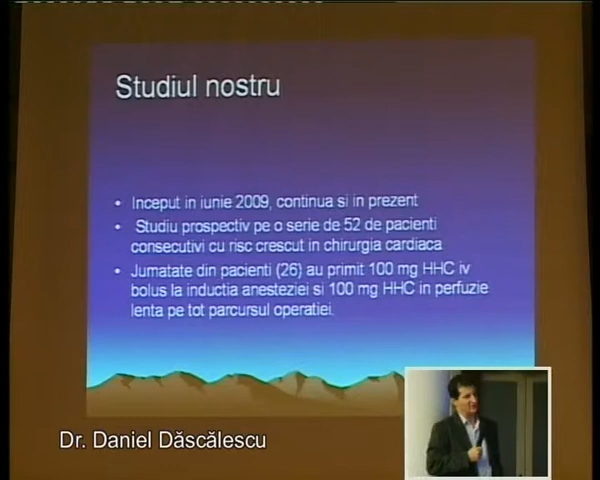 Studiul nostru
• Inceput in iunie 2009, continua si in prezent
• Studiu prospectiv pe o serie de 52 de pacienti
consecutivi cu risc crescut in chirurgia cardiaca
• Jumatate din pacienti (26) au primit 100 mg HHC iv
bolus la inductia anesteziei si 100 mg HHC in perfuzie
lenta pe tot parcursul operatiei.
Dr. Daniel Dăscălescu